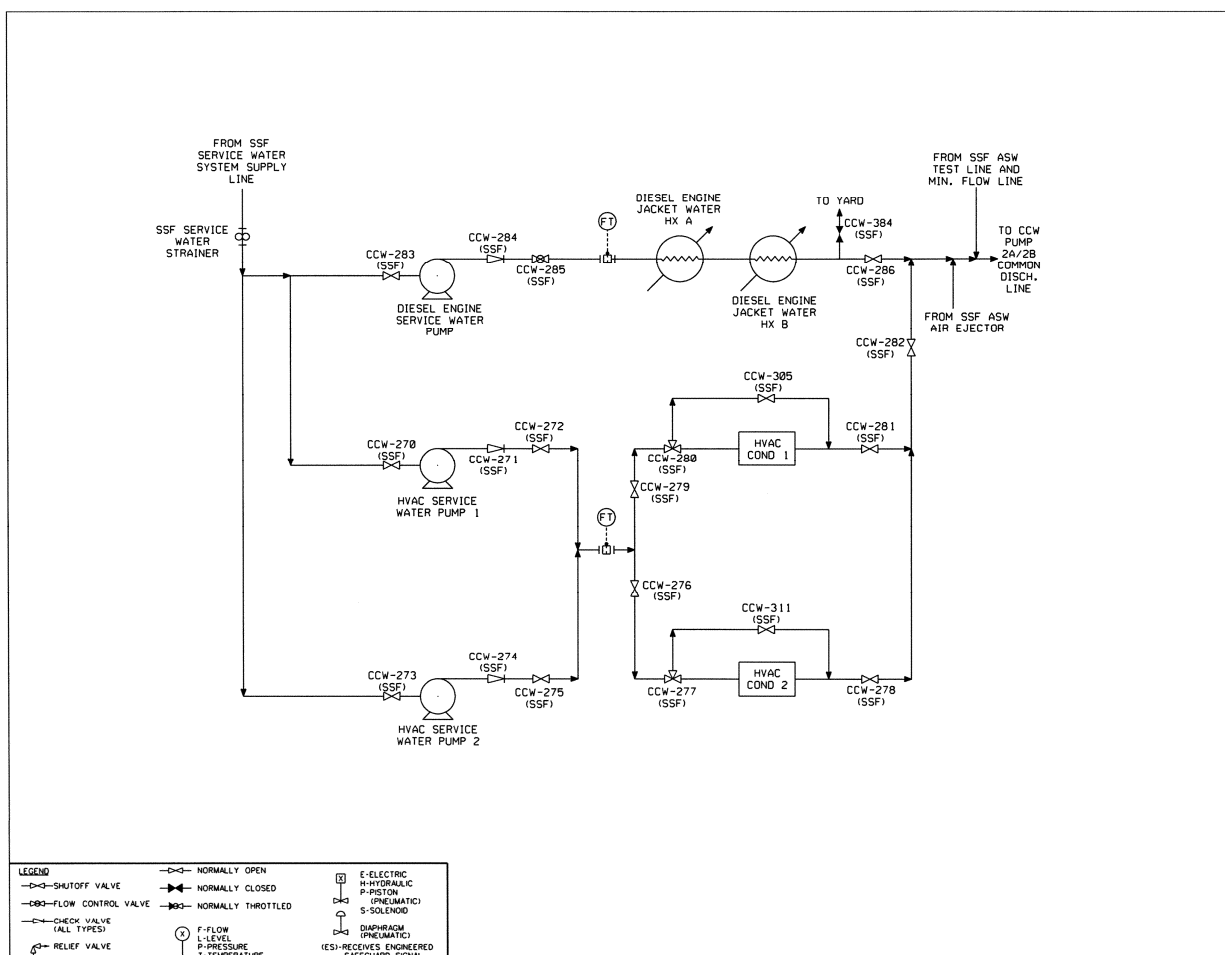 FROM SSF
SERVICE WATER
SYSTEM SUPPLY
LINE
SSF SERVICE
WATER
STRAINER
CCW-283
(SSF)
DIESEL ENGINE
SERVICE WATER
PUMP
CCW-284
(SSF)
CCW-285
(SSF)
FT
DIESEL ENGINE
JACKET WATER
HX A
DIESEL ENGINE
JACKET WATER
HX B
TO YARD
CCW-384
(SSF)
CCW-286
(SSF)
FROM SSF ASW
TEST LINE AND
MIN. FLOW LINE
TO CCW
PUMP
2A/2B
COMMON
DISCH.
LINE
FROM SSF ASW
AIR EJECTOR
CCW-282
(SSF)
CCW-270
(SSF)
HVAC SERVICE
WATER PUMP 1
CCW-271
(SSF)
CCW-272
(SSF)
FT
CCW-279
(SSF)
CCW-280
(SSF)
CCW-305
(SSF)
HVAC
COND 1
CCW-281
(SSF)
CCW-273
(SSF)
HVAC SERVICE
WATER PUMP 2
CCW-274
(SSF)
CCW-275
(SSF)
CCW-276
(SSF)
CCW-277
(SSF)
CCW-311
(SSF)
HVAC
COND 2
CCW-278
(SSF)
LEGEND
SHUTOFF VALVE
FLOW CONTROL VALVE
CHECK VALVE
(ALL TYPES)
RELIEF VALVE
NORMALLY OPEN
NORMALLY CLOSED
NORMALLY THROTTLED
X
F-FLOW
L-LEVEL
P-PRESSURE
T-TEMPERATURE
X
E-ELECTRIC
H-HYDRAULIC
P-PISTON
(PNEUMATIC)
S-SOLENOID
DIAPHRAGM
(PNEUMATIC)
(ES)-RECEIVES ENGINEERED
SAFEGUARD SIGNAL